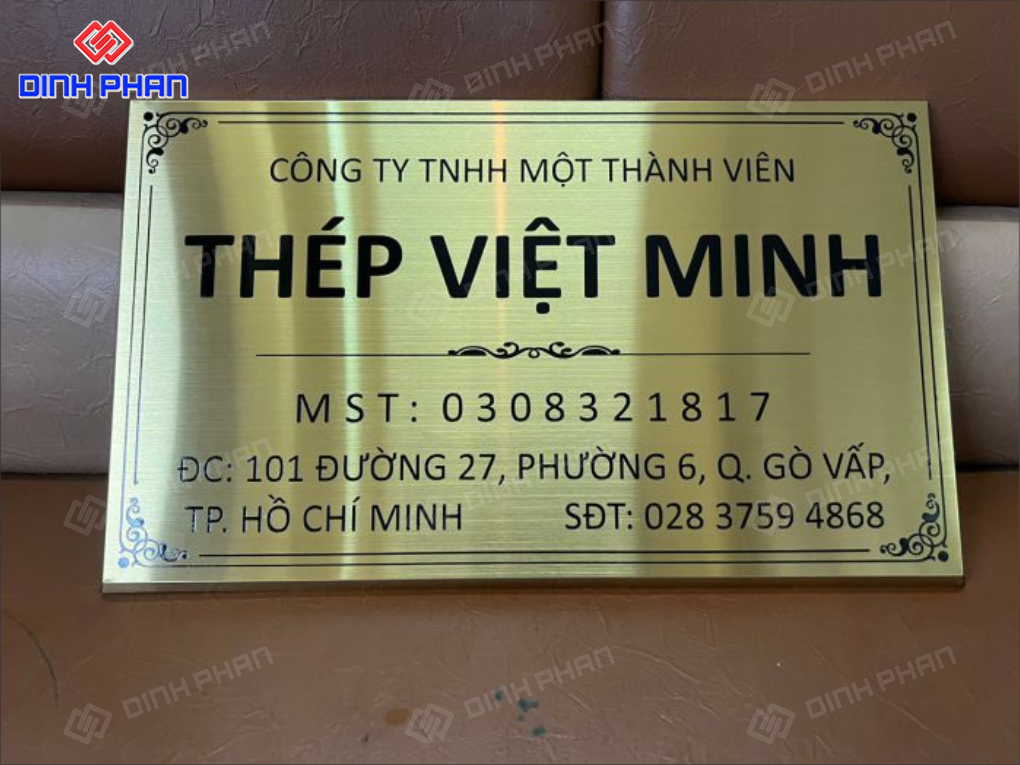 DINH PHAN
CÔNG TY TNHH MỘT THÀNH VIÊN
THÉP VIỆT MINH
MST: 0308321817
ĐC: 101 ĐƯỜNG 27, PHƯỜNG 6, Q. GÒ VẤP,
TP. HỒ CHÍ MINH SĐT: 028 3759 4868